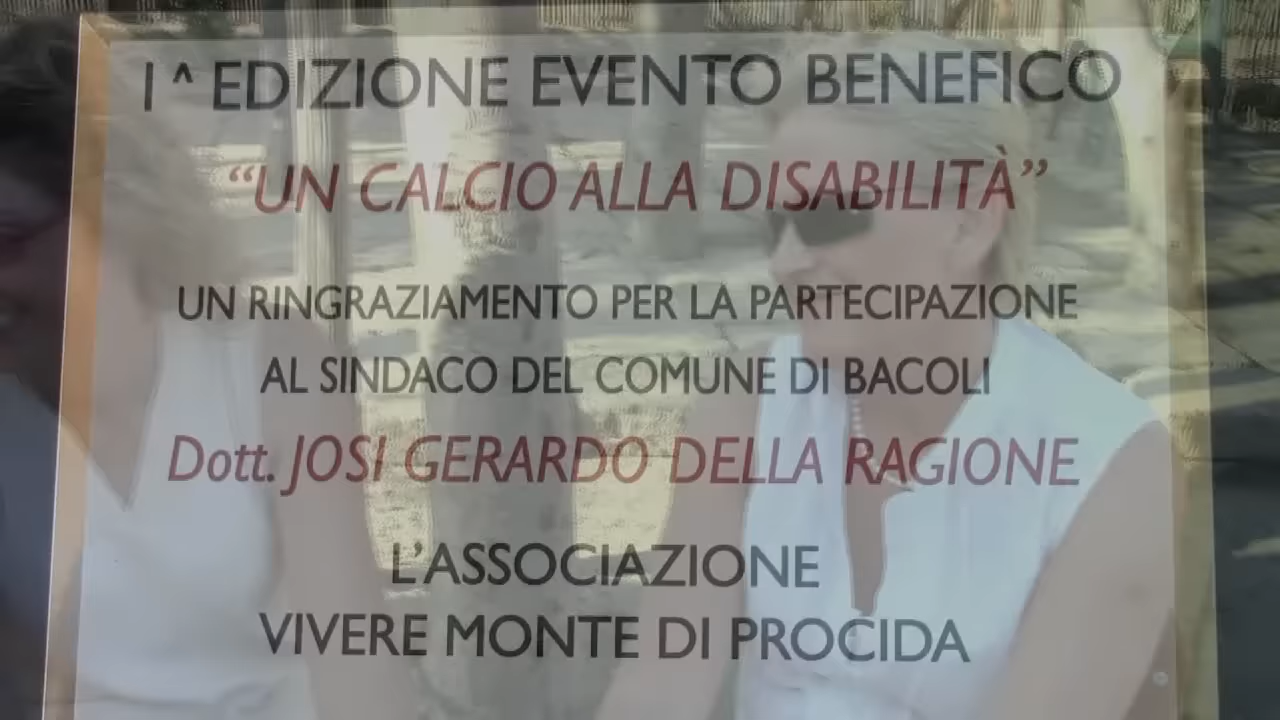 1^ EDIZIONE EVENTO BENEFICO
“UN CALCIO ALLA DISABILITÀ”
UN RINGRAZIAMENTO PER LA PARTECIPAZIONE
AL SINDACO DEL COMUNE DI BACOLI
Dott. JOSI GERARDO DELLA RAGIONE
L’ASSOCIAZIONE
VIVERE MONTE DI PROCIDA